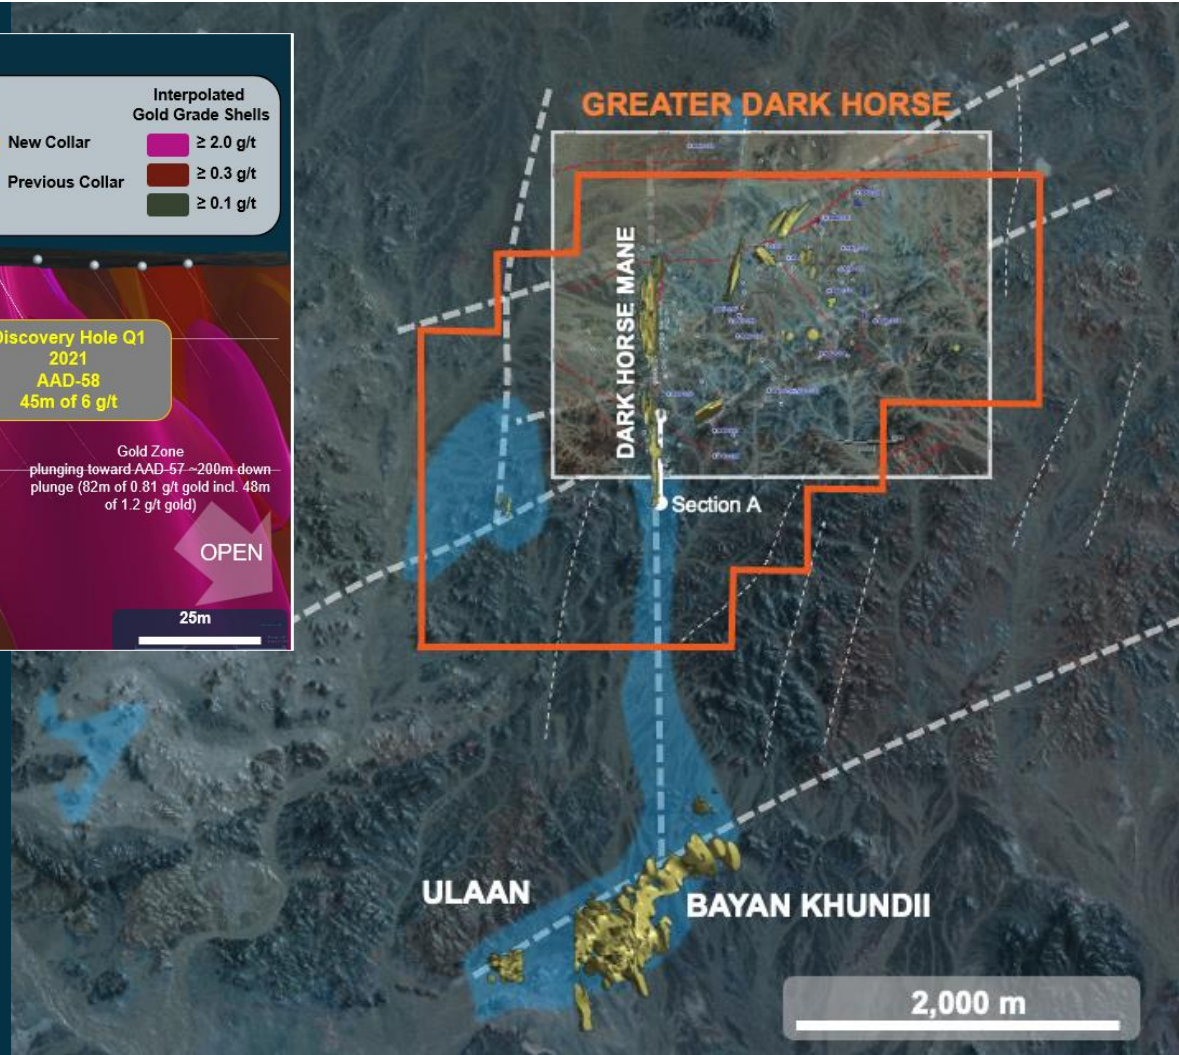 Interpolated
Gold Grade Shells
New Collar
≥ 2.0 g/t
Previous Collar
≥ 0.3 g/t
≥ 0.1 g/t
Discovery Hole Q1
2021
AAD-58
45m of 6 g/t
Gold Zone
plunging toward AAD-57 ~200m down
plunge (82m of 0.81 g/t gold incl. 48m
of 1.2 g/t gold)
OPEN
25m
GREATER DARK HORSE
DARK HORSE MANE
Section A
ULAAN
BAYAN KHUNDII
2,000 m